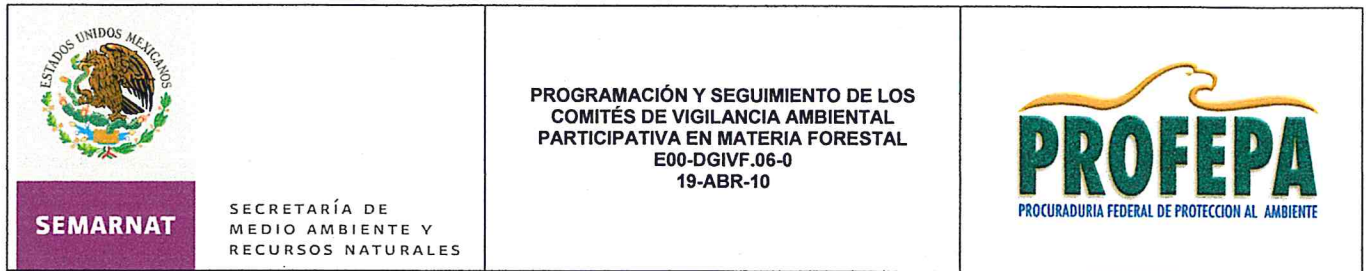 ESTADOS UNIDOS MEXICANOS
SEMARNAT
SECRETARÍA DE
MEDIO AMBIENTE Y
RECURSOS NATURALES
PROGRAMACIÓN Y SEGUIMIENTO DE LOS
COMITÉS DE VIGILANCIA AMBIENTAL
PARTICIPATIVA EN MATERIA FORESTAL
E00-DGIVF.06-0
19-ABR-10
PROFEPA
PROCURADURIA FEDERAL DE PROTECCION AL AMBIENTE